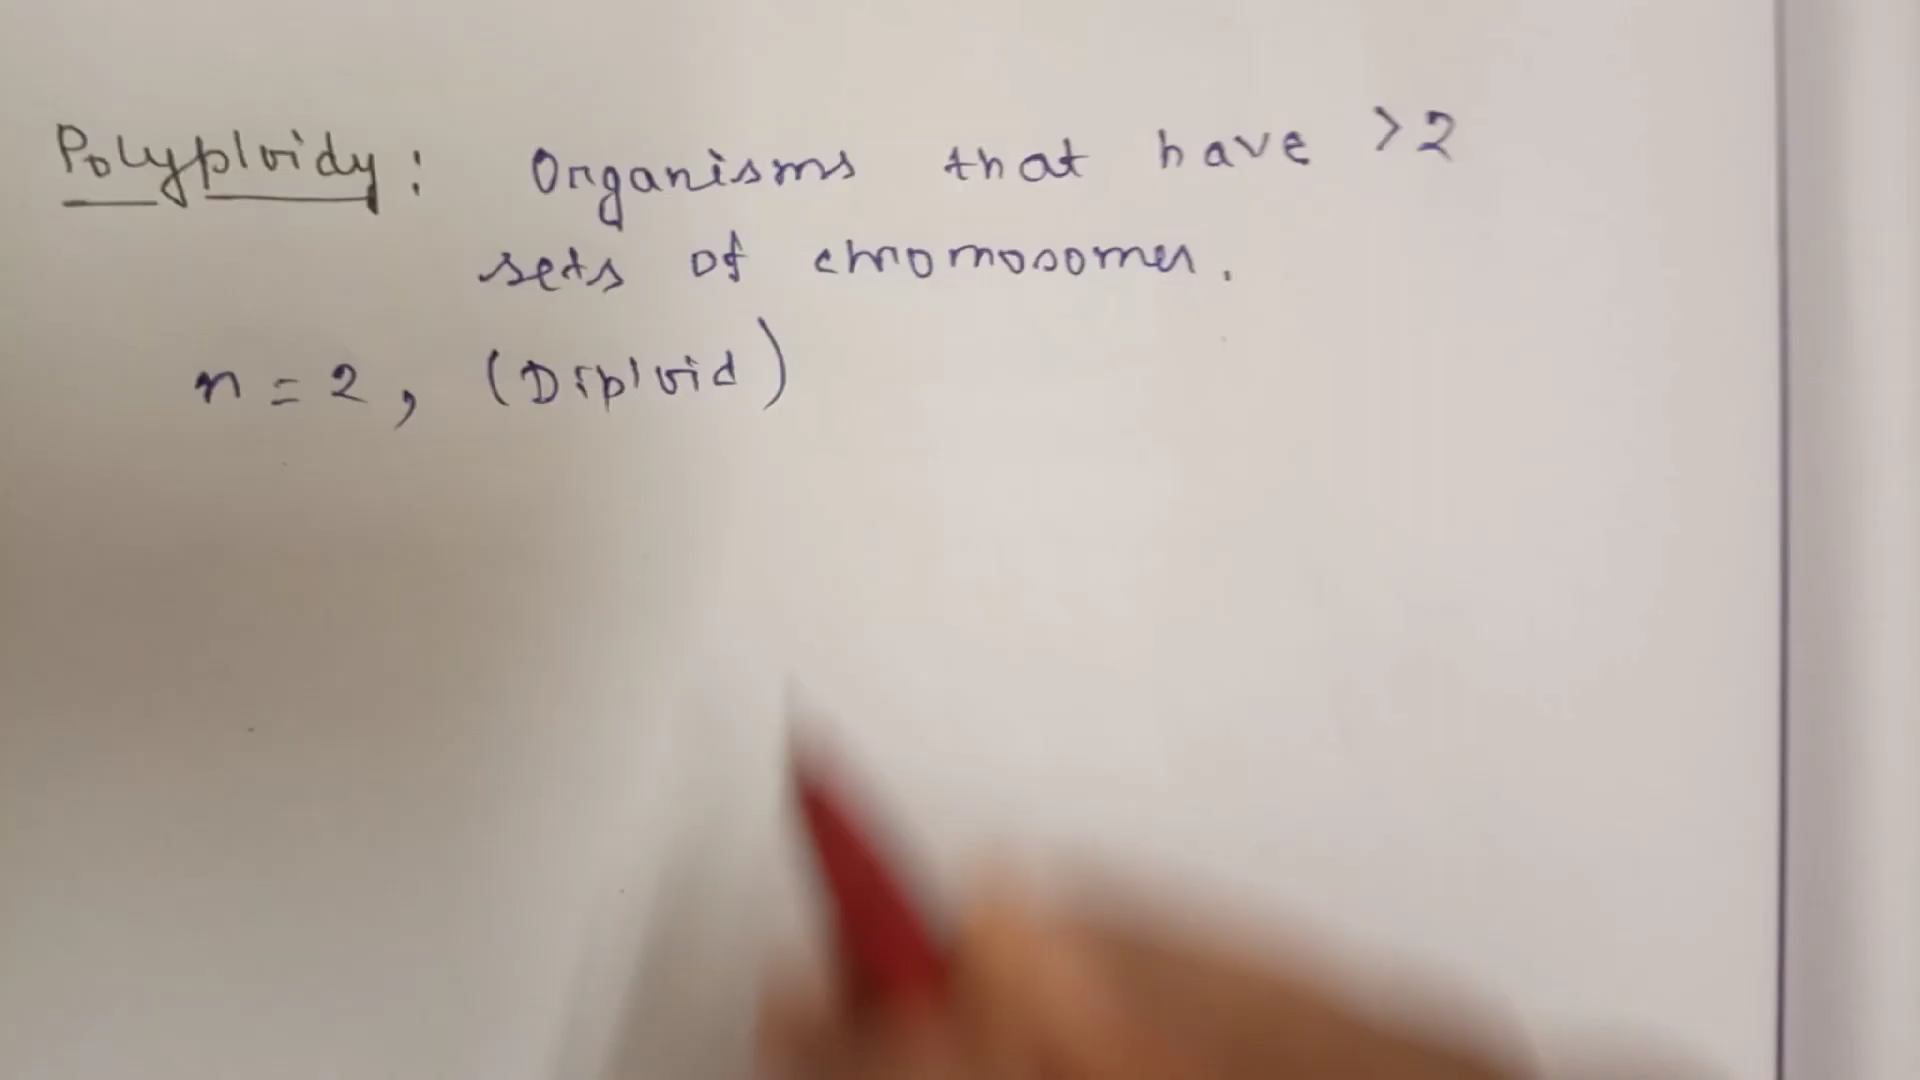 Polyploidy: Organisms that have >2
sets of chromosomes.
n = 2, (Diploid)